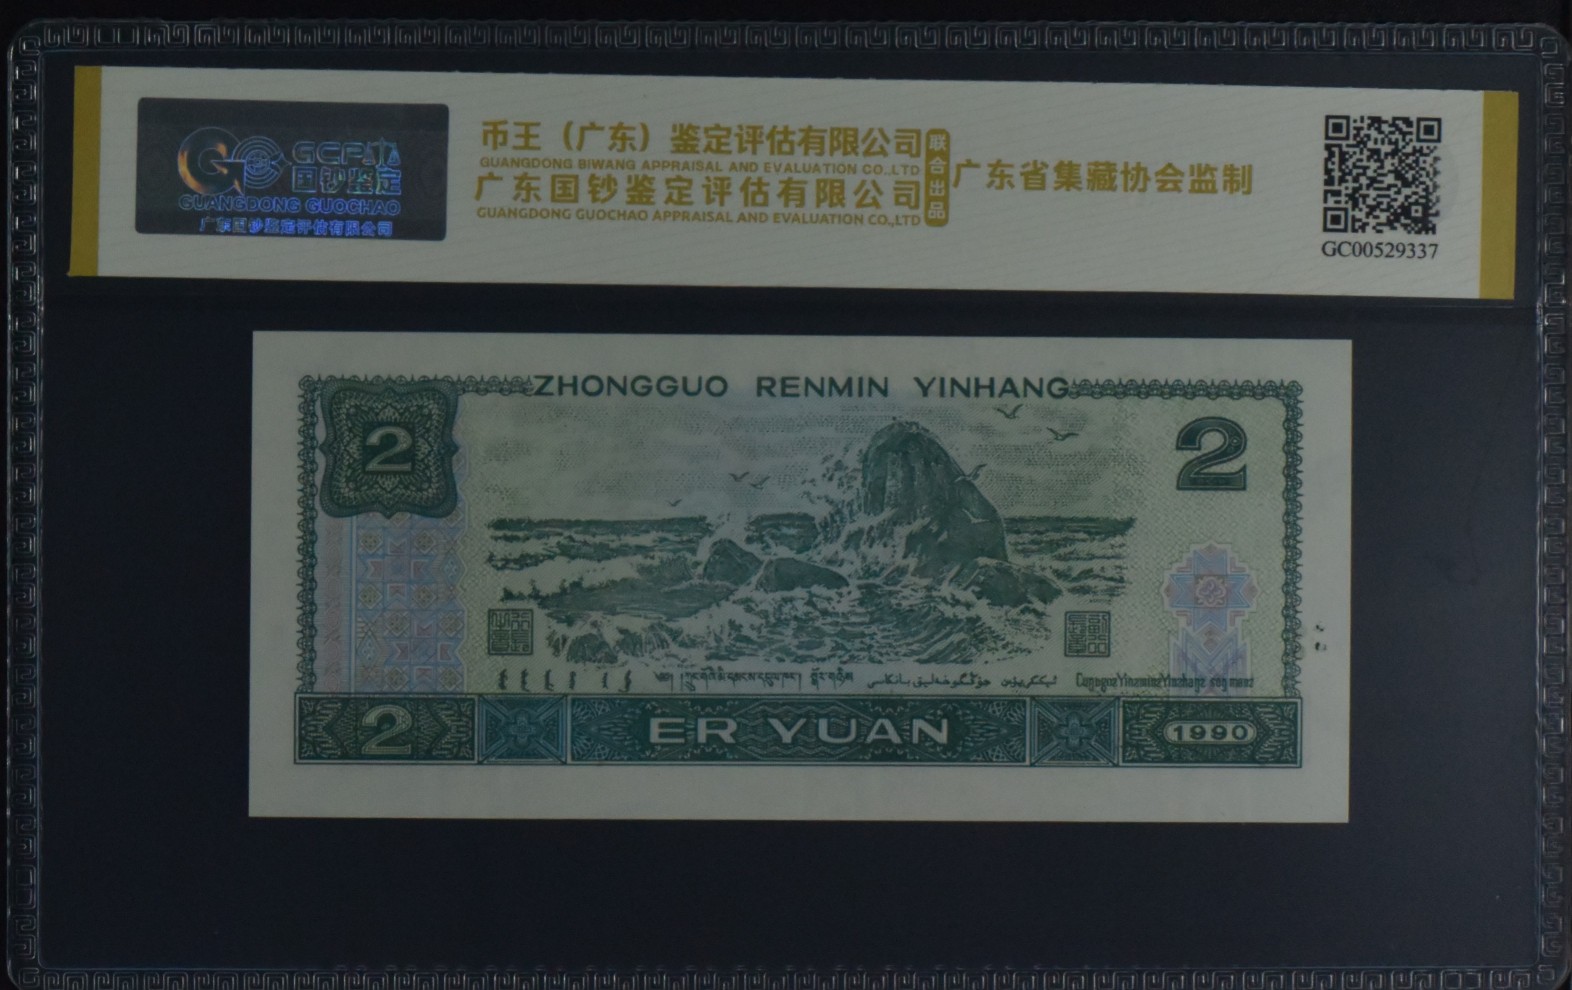 GCPAIA
国钞鉴定
GUANGDONG GUOCHAO
广东国钞鉴定评估有限公司
币王（广东）鉴定评估有限公司
GUANGDONG BIWANG APPRAISAL AND EVALUATION CO.,LTD
广东国钞鉴定评估有限公司
GUANGDONG GUOCHAO APPRAISAL AND EVALUATION CO.,LTD
联合出品
广东省集藏协会监制
GC00529337
ZHONGGUO RENMIN YINHANG
2
2
2
ER YUAN
1990